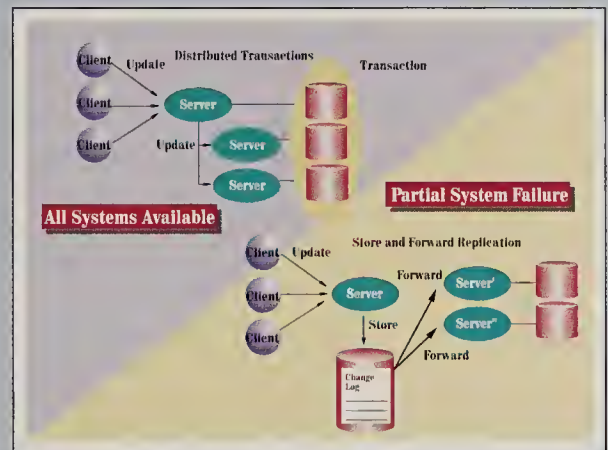 Distributed Transactions
Transaction
Client
Update
Client
Client
Server
Update
Server
Server
All Systems Available
Partial System Failure
Store and Forward Replication
Client
Update
Client
Client
Server
Store
Forward
Server'
Server"
Forward
Change
Log